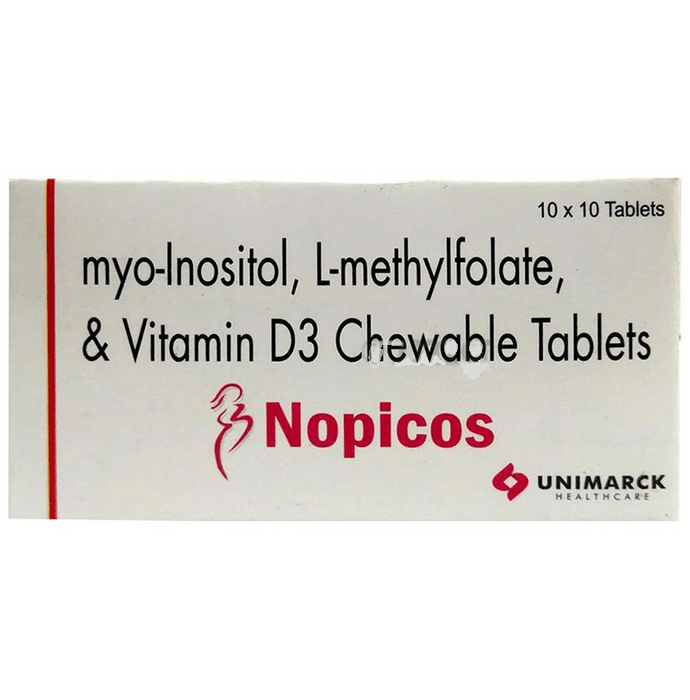 10 x 10 Tablets
myo-Inositol, L-methylfolate,
& Vitamin D3 Chewable Tablets
Nopicos
UNIMARCK
HEALTHCARE